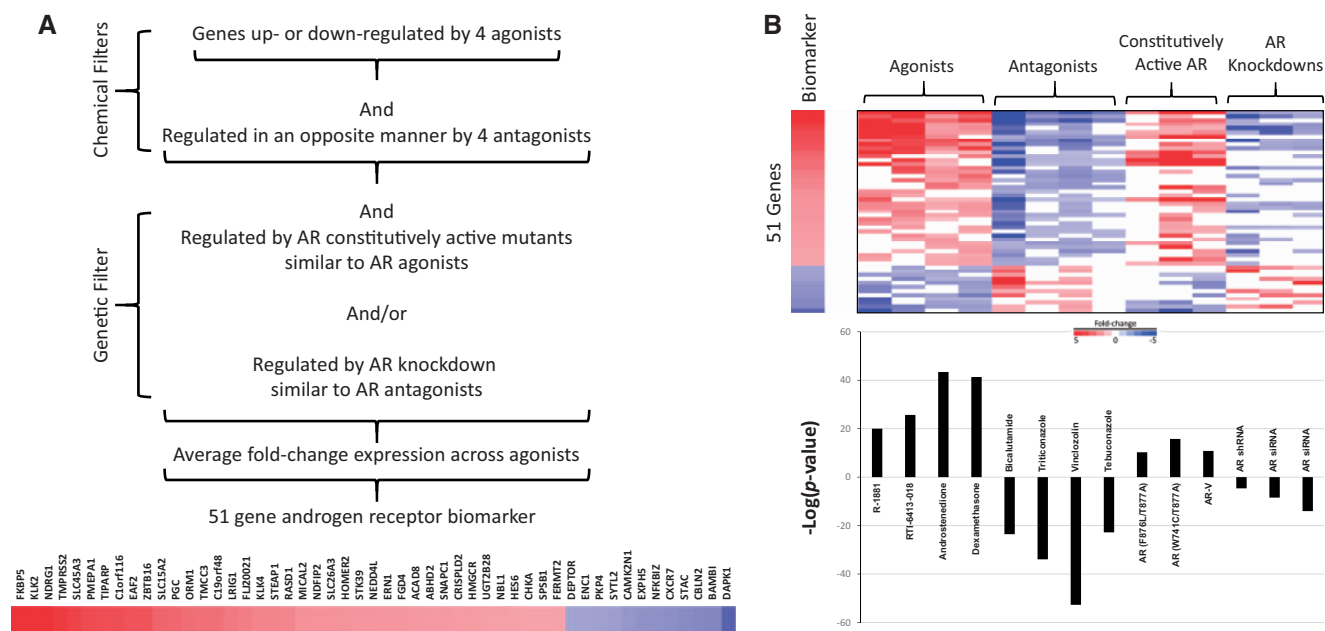 A
Chemical Filters
Genes up- or down-regulated by 4 agonists
And
Regulated in an opposite manner by 4 antagonists
Genetic Filter
And
Regulated by AR constitutively active mutants
similar to AR agonists
And/or
Regulated by AR knockdown
similar to AR antagonists
Average fold-change expression across agonists
51 gene androgen receptor biomarker
FKBP5
KLK2
NDRG1
TMPRSS2
SLC45A3
PMEPA1
TIPARP
C1orf116
EAF2
ZBTB16
SLC15A2
PGC
ORM1
TMCC3
C19orf48
LRIG1
FLJ20021
KLK4
STEAP1
RASD1
MICAL2
NDFIP2
SLC26A3
HOMER2
STK39
NEDD4L
ERN1
FGD4
ACAD8
ABHD2
SNAPC1
CRISPLD2
HMGCR
UGT2B28
NBL1
HES6
CHKA
SPSB1
FERMT2
DEPTOR
ENC1
PKP4
SYTL2
CAMK2N1
EXPH5
NFKBIZ
CXCR7
STAC
CBLN2
BAMBI
DAPK1
B
Biomarker
Agonists
Antagonists
Constitutively
Active AR
AR
Knockdowns
51 Genes
Fold-change
5 0 -5
-Log(p-value)
60
40
20
0
-20
-40
-60
R-1881
RTI-6413-018
Androstenedione
Dexamethasone
Bicalutamide
Triticonazole
Vinclozolin
Tebuconazole
AR (F876L/T877A)
AR (W741C/T877A)
AR-V
AR shRNA
AR siRNA
AR siRNA